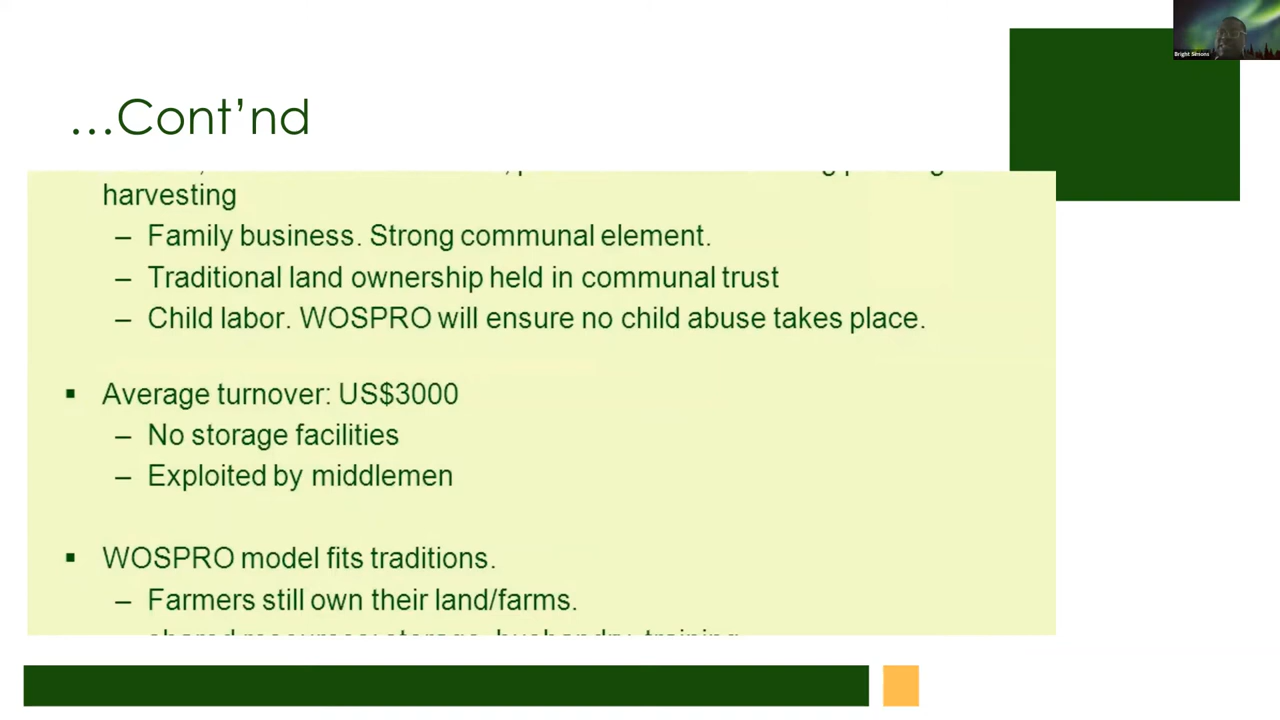 Bright Simons
...Cont'nd
harvesting
– Family business. Strong communal element.
– Traditional land ownership held in communal trust
– Child labor. WOSPRO will ensure no child abuse takes place.
▪ Average turnover: US$3000
– No storage facilities
– Exploited by middlemen
▪ WOSPRO model fits traditions.
– Farmers still own their land/farms.